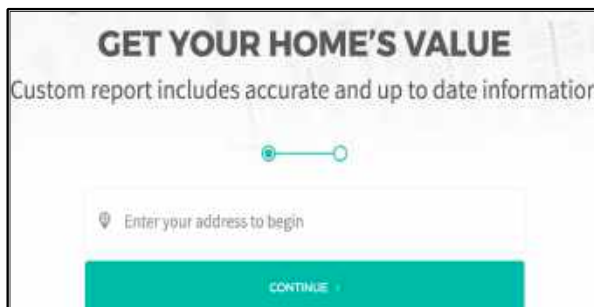 GET YOUR HOME'S VALUE
Custom report includes accurate and up to date information
Enter your address to begin
CONTINUE ›